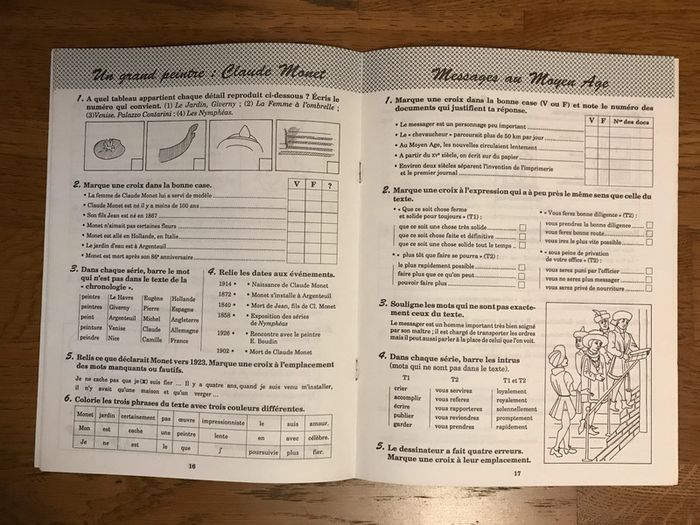 Un grand peintre : Claude Monet
1. A quel tableau appartient chaque détail reproduit ci-dessous ? Écris le
numéro qui convient. (1) Le Jardin, Giverny ; (2) La Femme à l'ombrelle ;
(3)Venise, Palazzo Contarini ; (4) Les Nymphéas.
2. Marque une croix dans la bonne case.
V F ?
• La femme de Claude Monet lui a servi de modèle
• Claude Monet est né il y a moins de 100 ans
• Son fils Jean est né en 1867
• Monet n'aimait pas certaines fleurs
• Monet est allé en Hollande, en Italie
• Le jardin d'eau est à Argenteuil
• Monet est mort après son 86e anniversaire
3. Dans chaque série, barre le mot
qui n'est pas dans le texte de la
« chronologie ».
peintre Le Havre Eugène Hollande
peintres Giverny Pierre Espagne
peint Argenteuil Michel Angleterre
peinture Venise Claude Allemagne
peindre Nice Camille France
4. Relie les dates aux événements.
1914 • • Naissance de Claude Monet
1872 • • Monet s'installe à Argenteuil
1840 • • Mort de Jean, fils de Cl. Monet
1858 • • Exposition des séries
de Nymphéas
1926 • • Rencontre avec le peintre
E. Boudin
1902 • • Mort de Claude Monet
5. Relis ce que déclarait Monet vers 1923. Marque une croix à l'emplacement
des mots manquants ou fautifs.
Je ne cache pas que je (x) suis fier ... Il y a quatre ans, quand je suis venu m'installer,
il n'y avait qu'une maison et qu'un verger ...
6. Colorie les trois phrases du texte avec trois couleurs différentes.
Monet jardin certainement pas œuvre impressionniste le suis amour.
Mon est cache une peintre lente en avec célèbre.
Je ne est le que J' poursuivie plus fier.
16
Messages au Moyen Age
1. Marque une croix dans la bonne case (V ou F) et note le numéro des
documents qui justifient ta réponse.
V F Nos des docs
• Le messager est un personnage peu important
• Le « chevaucheur » parcourait plus de 50 km par jour
• Au Moyen Age, les nouvelles circulaient lentement
• A partir du XVe siècle, on écrit sur du papier
• Environ deux siècles séparent l'invention de l'imprimerie
et le premier journal
2. Marque une croix à l'expression qui a à peu près le même sens que celle du
texte.
• « Que ce soit chose ferme
et solide pour toujours » (T1) :
que ce soit une chose très solide
que ce soit chose faite et définitive
que ce soit une chose solide tout le temps
• « plus tôt que faire se pourra » (T2) :
le plus rapidement possible
faire plus que ce qu'on peut
pouvoir faire plus
• « Vous ferez bonne diligence » (T2) :
vous prendrez la bonne diligence
vous ferez bonne route
vous irez le plus vite possible
• « sous peine de privation
de votre office » (T2) :
vous serez puni par l'officier
vous ne serez plus messager
vous serez privé de nourriture
3. Souligne les mots qui ne sont pas exacte-
ment ceux du texte.
Le messager est un homme important très bien soigné
par son maître ; il est chargé de transporter les ordres
mais il peut aussi parler à la place de celui que l'on voit.
4. Dans chaque série, barre les intrus
(mots qui ne sont pas dans le texte).
T1 T2 T1 et T2
crier vous servirez loyalement
accomplir vous referez royalement
écrire vous rapporterez solennellement
publier vous reviendrez promptement
garder vous prendres rapidement
5. Le dessinateur a fait quatre erreurs.
Marque une croix à leur emplacement.
17